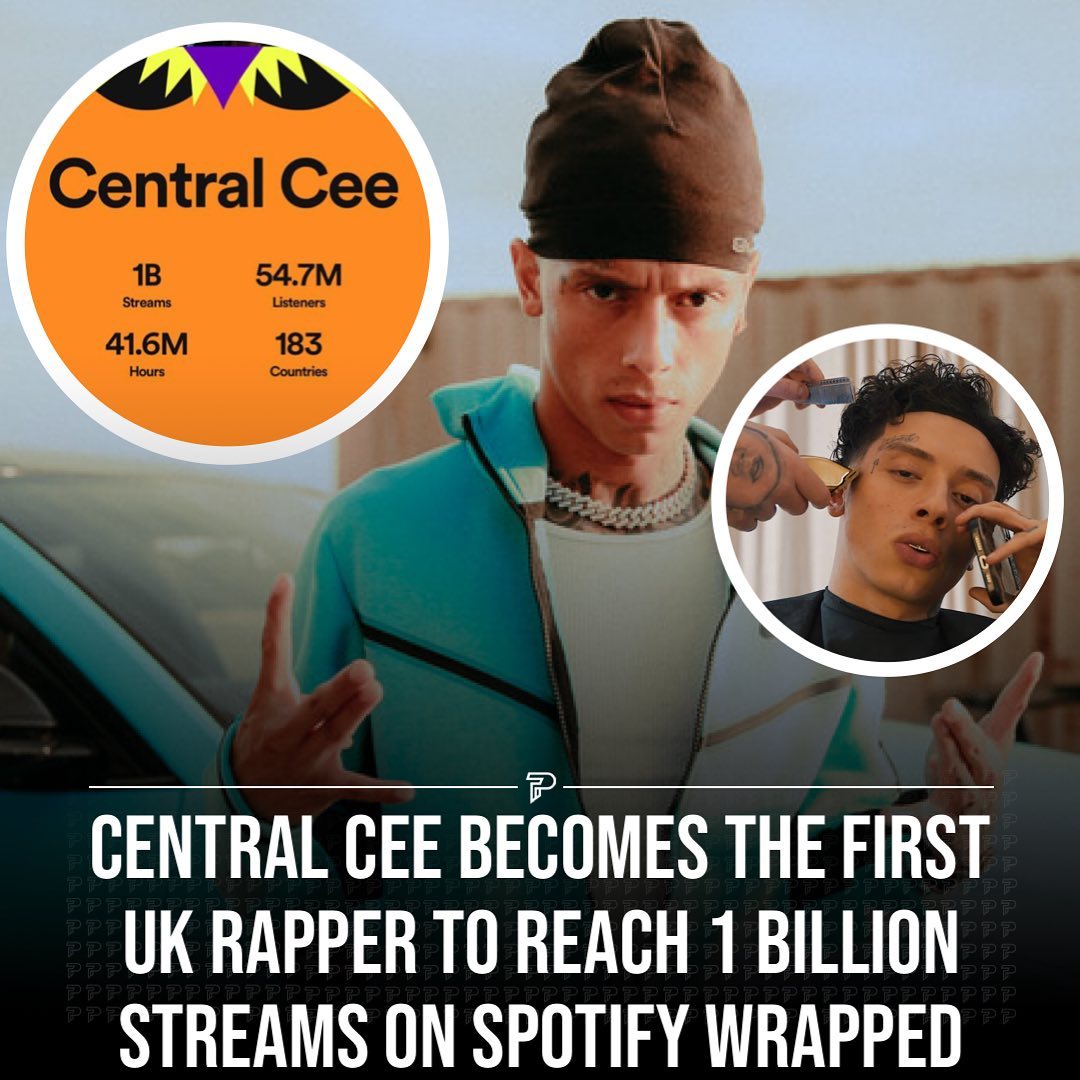 Central Cee
1B 54.7M
Streams Listeners
41.6M 183
Hours Countries
CENTRAL CEE BECOMES THE FIRST
UK RAPPER TO REACH 1 BILLION
STREAMS ON SPOTIFY WRAPPED